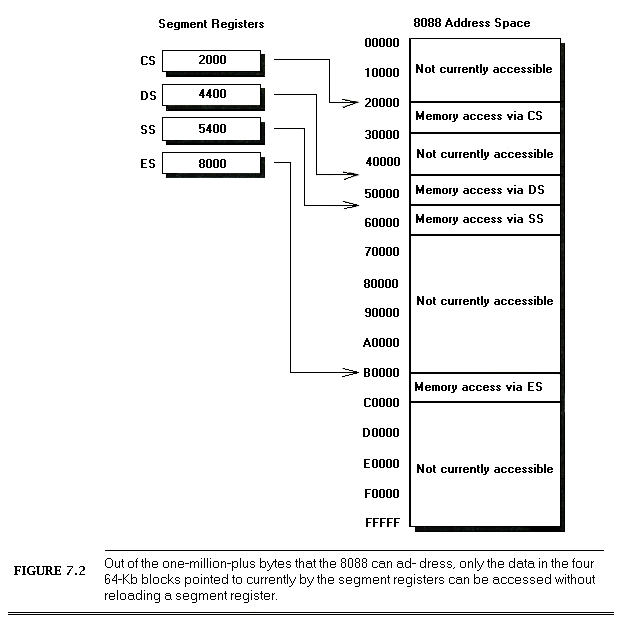 Segment Registers
8088 Address Space
CS 2000
DS 4400
SS 5400
ES 8000
00000
10000
20000
30000
40000
50000
60000
70000
80000
90000
A0000
B0000
C0000
D0000
E0000
F0000
FFFFF
Not currently accessible
Memory access via CS
Not currently accessible
Memory access via DS
Memory access via SS
Not currently accessible
Memory access via ES
Not currently accessible
FIGURE 7.2
Out of the one-million-plus bytes that the 8088 can ad- dress, only the data in the four
64-Kb blocks pointed to currently by the segment registers can be accessed without
reloading a segment register.